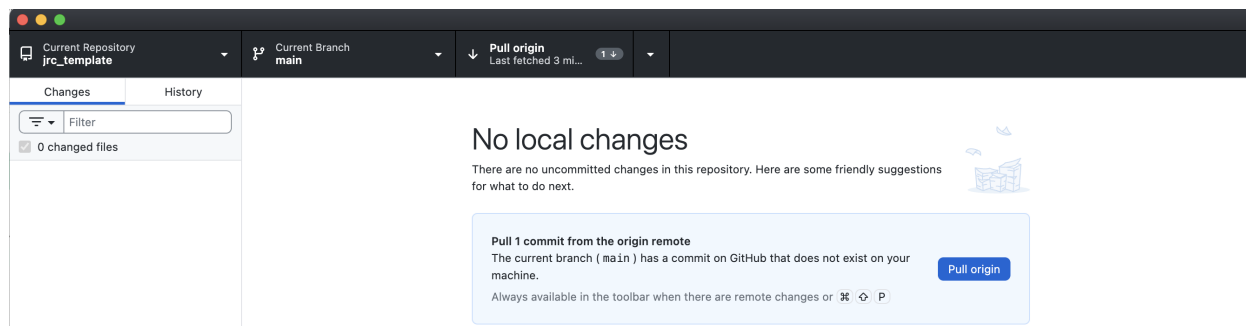 Current Repository
jrc_template
Current Branch
main
Pull origin
Last fetched 3 mi...
1
Changes
History
Filter
0 changed files
No local changes
There are no uncommitted changes in this repository. Here are some friendly suggestions
for what to do next.
Pull 1 commit from the origin remote
The current branch ( main ) has a commit on GitHub that does not exist on your
machine.
Pull origin
Always available in the toolbar when there are remote changes or ⌘ ⇧ P